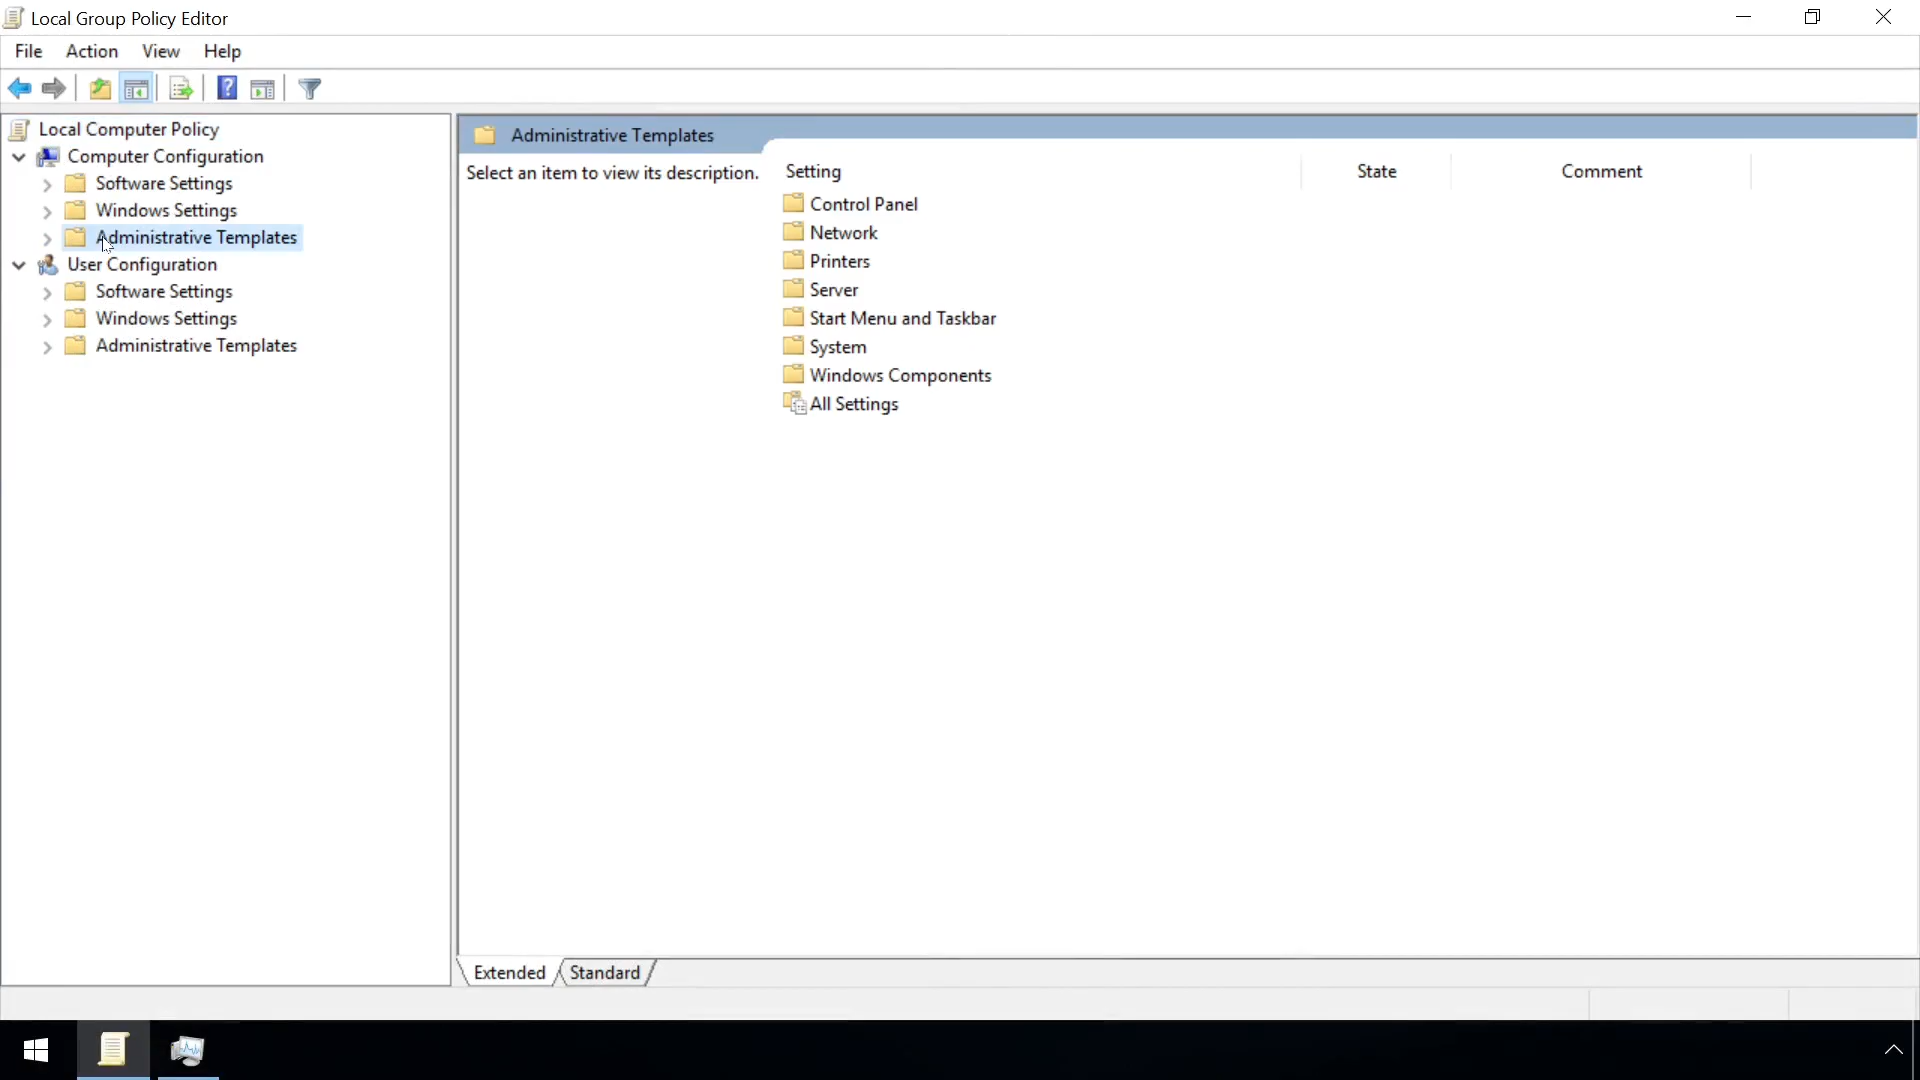 Local Group Policy Editor
File Action View Help
Local Computer Policy
Computer Configuration
Software Settings
Windows Settings
Administrative Templates
User Configuration
Software Settings
Windows Settings
Administrative Templates
Administrative Templates
Select an item to view its description.
Setting State Comment
Control Panel
Network
Printers
Server
Start Menu and Taskbar
System
Windows Components
All Settings
Extended Standard